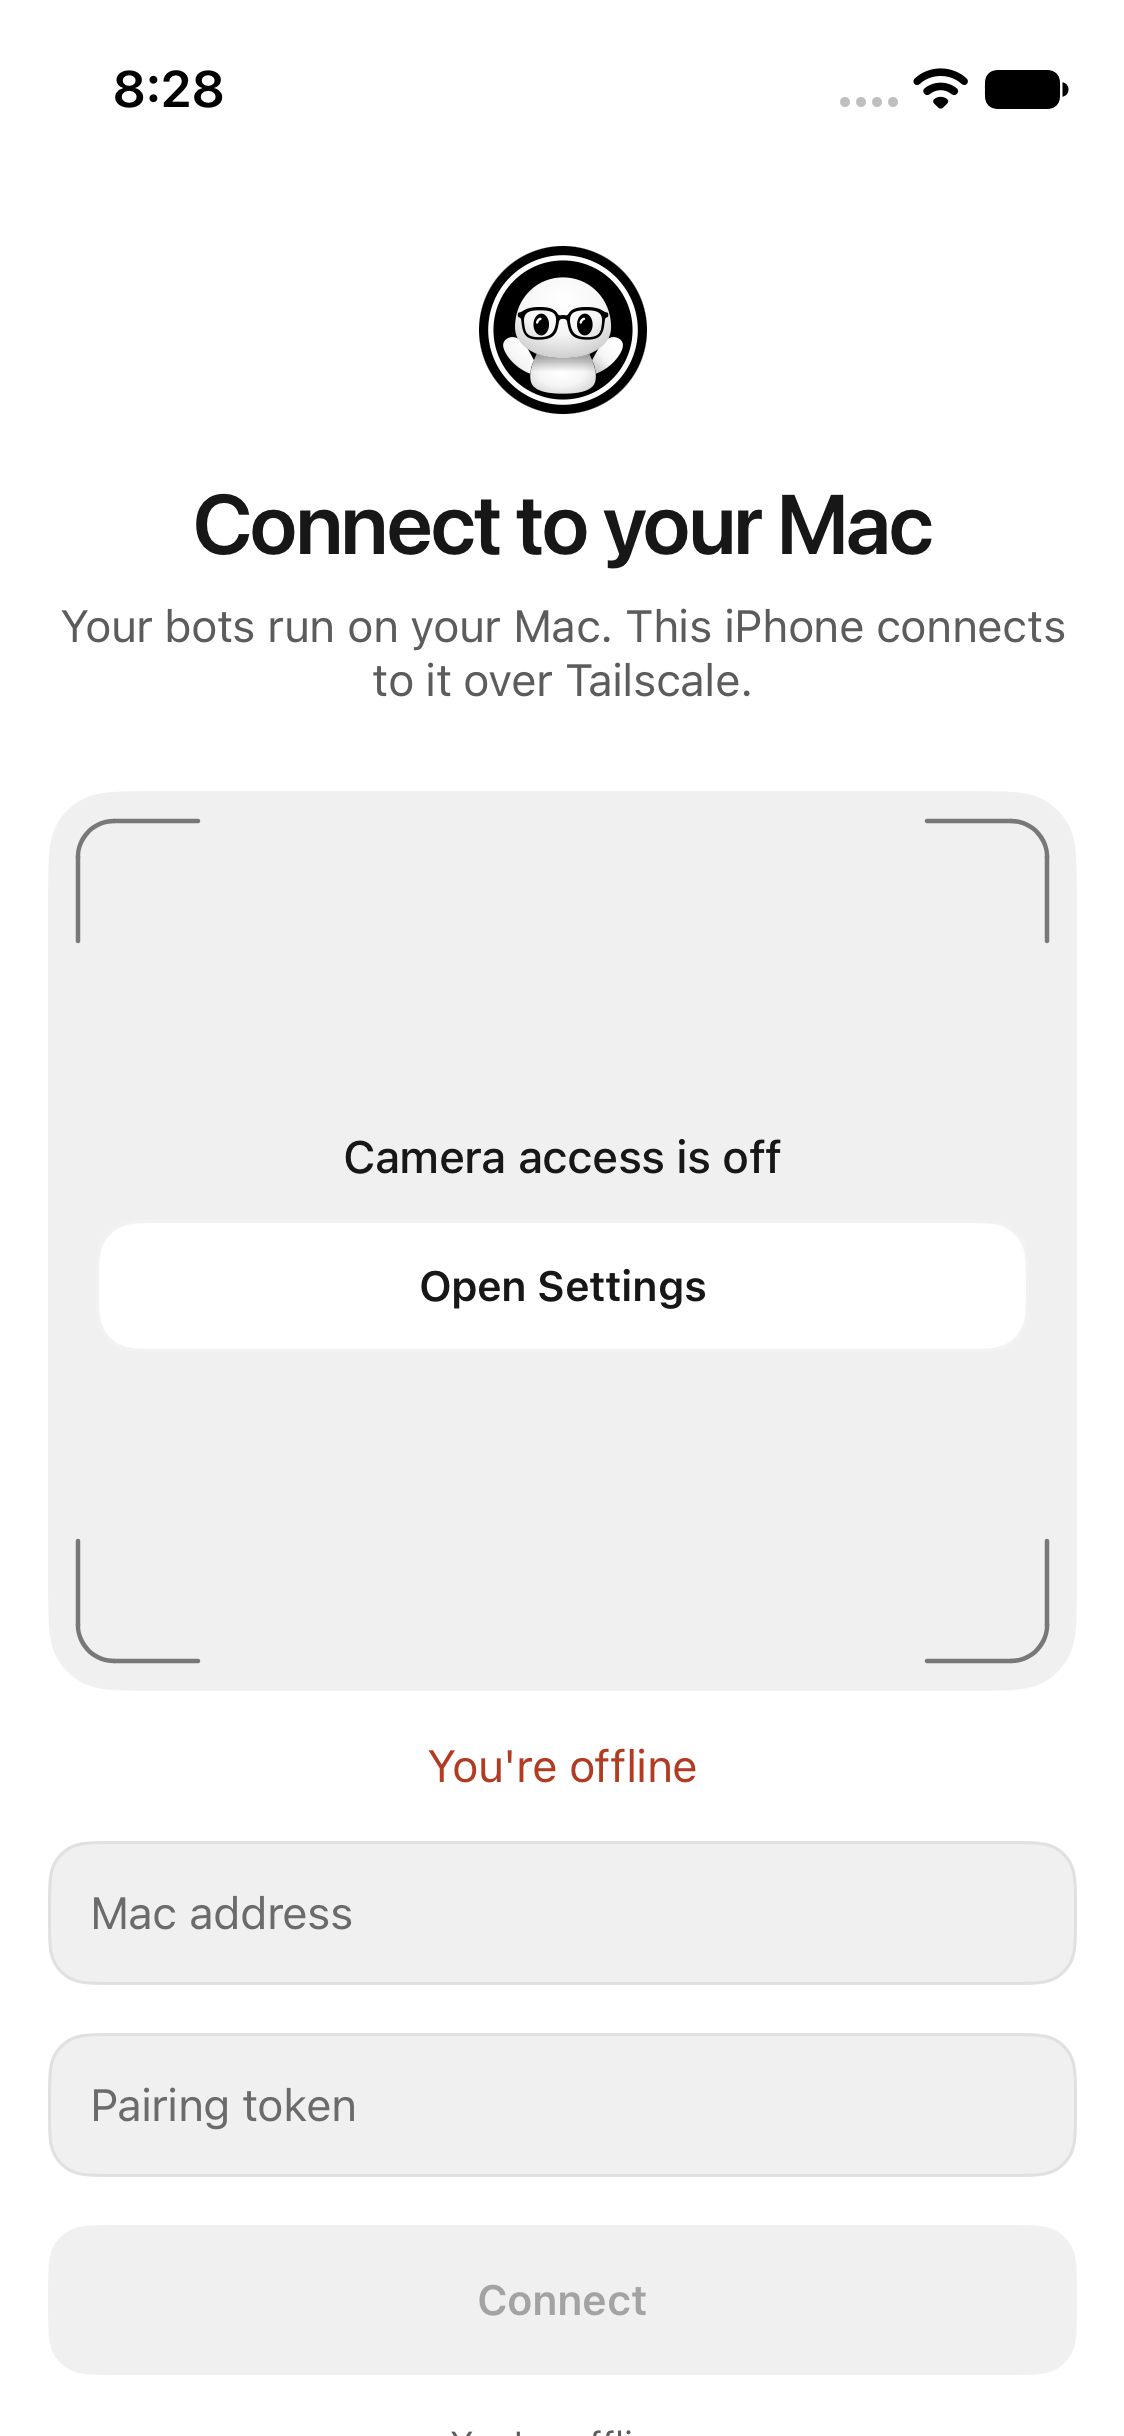 8:28
Connect to your Mac
Your bots run on your Mac. This iPhone connects
to it over Tailscale.
Camera access is off
Open Settings
You're offline
Mac address
Pairing token
Connect